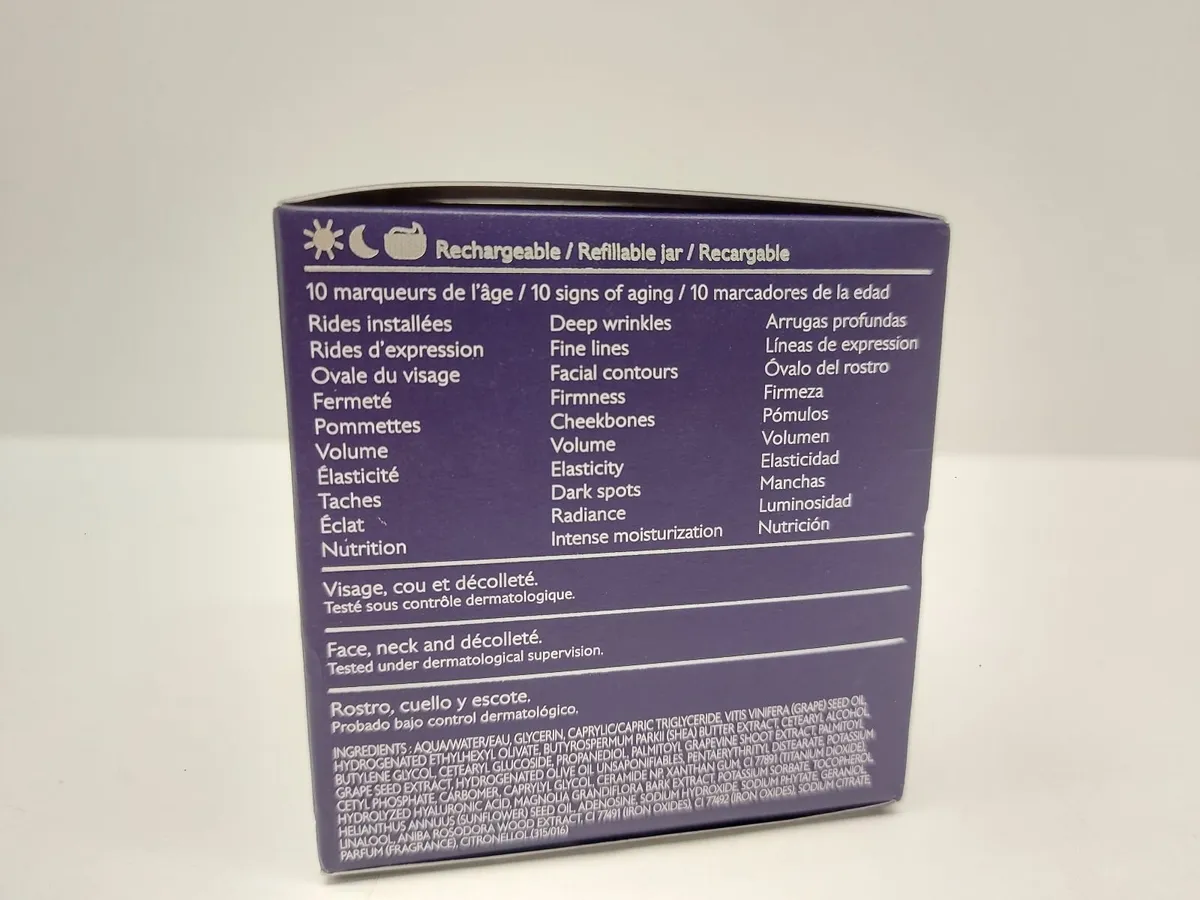 Rechargeable / Refillable jar / Recargable
10 marqueurs de l'âge / 10 signs of aging / 10 marcadores de la edad
Rides installées
Rides d'expression
Ovale du visage
Fermeté
Pommettes
Volume
Élasticité
Taches
Éclat
Nutrition
Deep wrinkles
Fine lines
Facial contours
Firmness
Cheekbones
Volume
Elasticity
Dark spots
Radiance
Intense moisturization
Arrugas profundas
Líneas de expression
Óvalo del rostro
Firmeza
Pómulos
Volumen
Elasticidad
Manchas
Luminosidad
Nutrición
Visage, cou et décolleté.
Testé sous contrôle dermatologique.
Face, neck and décolleté.
Tested under dermatological supervision.
Rostro, cuello y escote.
Probado bajo control dermatológico.
INGREDIENTS : AQUA/WATER/EAU, GLYCERIN, CAPRYLIC/CAPRIC TRIGLYCERIDE, VITIS VINIFERA (GRAPE) SEED OIL,
HYDROGENATED ETHYLHEXYL OLIVATE, BUTYROSPERMUM PARKII (SHEA) BUTTER EXTRACT, CETEARYL ALCOHOL,
BUTYLENE GLYCOL, CETEARYL GLUCOSIDE, PROPANEDIOL, PALMITOYL GRAPEVINE SHOOT EXTRACT, PALMITOYL
GRAPE SEED EXTRACT, HYDROGENATED OLIVE OIL UNSAPONIFIABLES, PENTAERYTHRITYL DISTEARATE, POTASSIUM
CETYL PHOSPHATE, CARBOMER, CAPRYLYL GLYCOL, CERAMIDE NP, XANTHAN GUM, CI 77891 (TITANIUM DIOXIDE),
HYDROLYZED HYALURONIC ACID, MAGNOLIA GRANDIFLORA BARK EXTRACT, POTASSIUM SORBATE, TOCOPHEROL,
HELIANTHUS ANNUUS (SUNFLOWER) SEED OIL, ADENOSINE, SODIUM HYDROXIDE, SODIUM PHYTATE, GERANIOL,
LINALOOL, ANIBA ROSODORA WOOD EXTRACT, CI 77491 (IRON OXIDES), CI 77492 (IRON OXIDES), SODIUM CITRATE,
PARFUM (FRAGRANCE), CITRONELLOL (315/016)